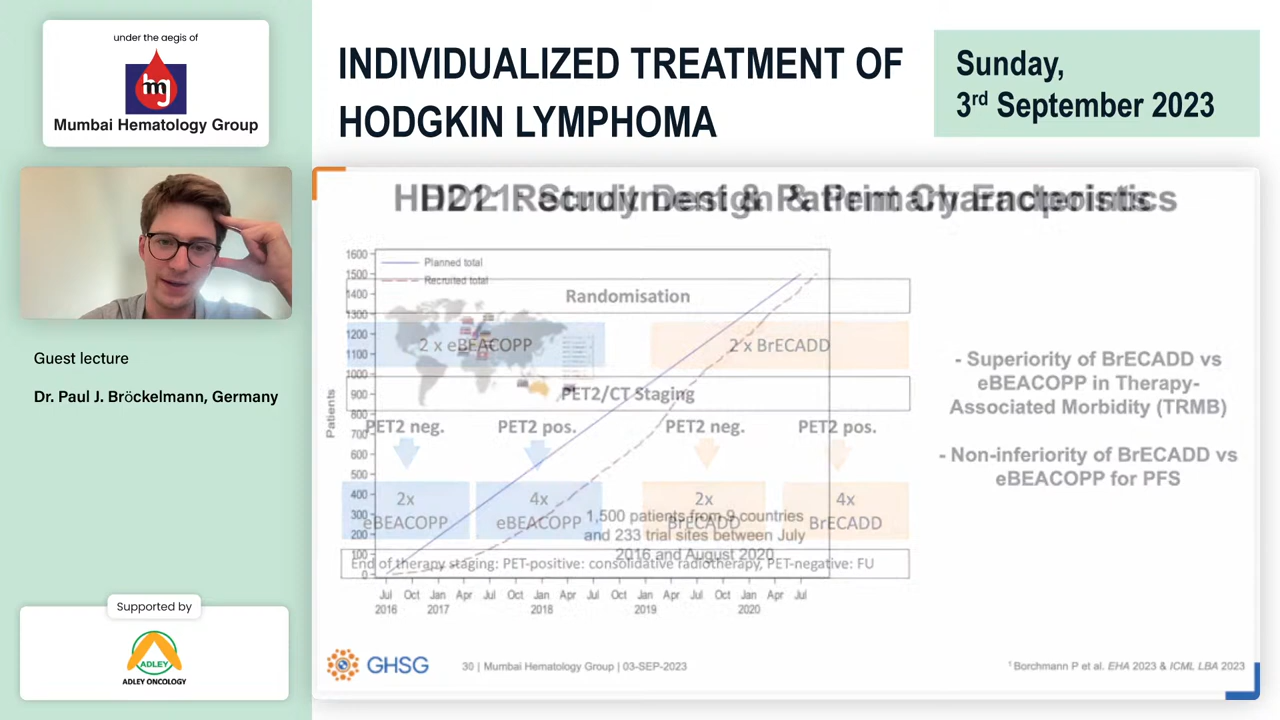 under the aegis of
mj
Mumbai Hematology Group
INDIVIDUALIZED TREATMENT OF
HODGKIN LYMPHOMA
Sunday,
3rd September 2023
Guest lecture
Dr. Paul J. Bröckelmann, Germany
Supported by
ADLEY
ADLEY ONCOLOGY
HD21: Recruitment & Patient Characteristics
HD21: Study Design & Primary Endpoints
Planned total
Recruited total
Randomisation
2 x eBEACOPP
2 x BrECADD
PET2/CT Staging
PET2 neg.
PET2 pos.
PET2 neg.
PET2 pos.
2x
eBEACOPP
4x
eBEACOPP
2x
BrECADD
4x
BrECADD
End of therapy staging: PET-positive: consolidative radiotherapy, PET-negative: FU
1,500 patients from 9 countries
and 233 trial sites between July
2016 and August 2020
Patients
1600
1500
1400
1300
1200
1100
1000
900
800
700
600
500
400
300
200
100
0
Jul Oct Jan Apr Jul Oct Jan Apr Jul Oct Jan Apr Jul Oct Jan Apr Jul
2016 2017 2018 2019 2020
- Superiority of BrECADD vs
eBEACOPP in Therapy-
Associated Morbidity (TRMB)
- Non-inferiority of BrECADD vs
eBEACOPP for PFS
GHSG
30 | Mumbai Hematology Group | 03-SEP-2023
1 Borchmann P et al. EHA 2023 & ICML LBA 2023